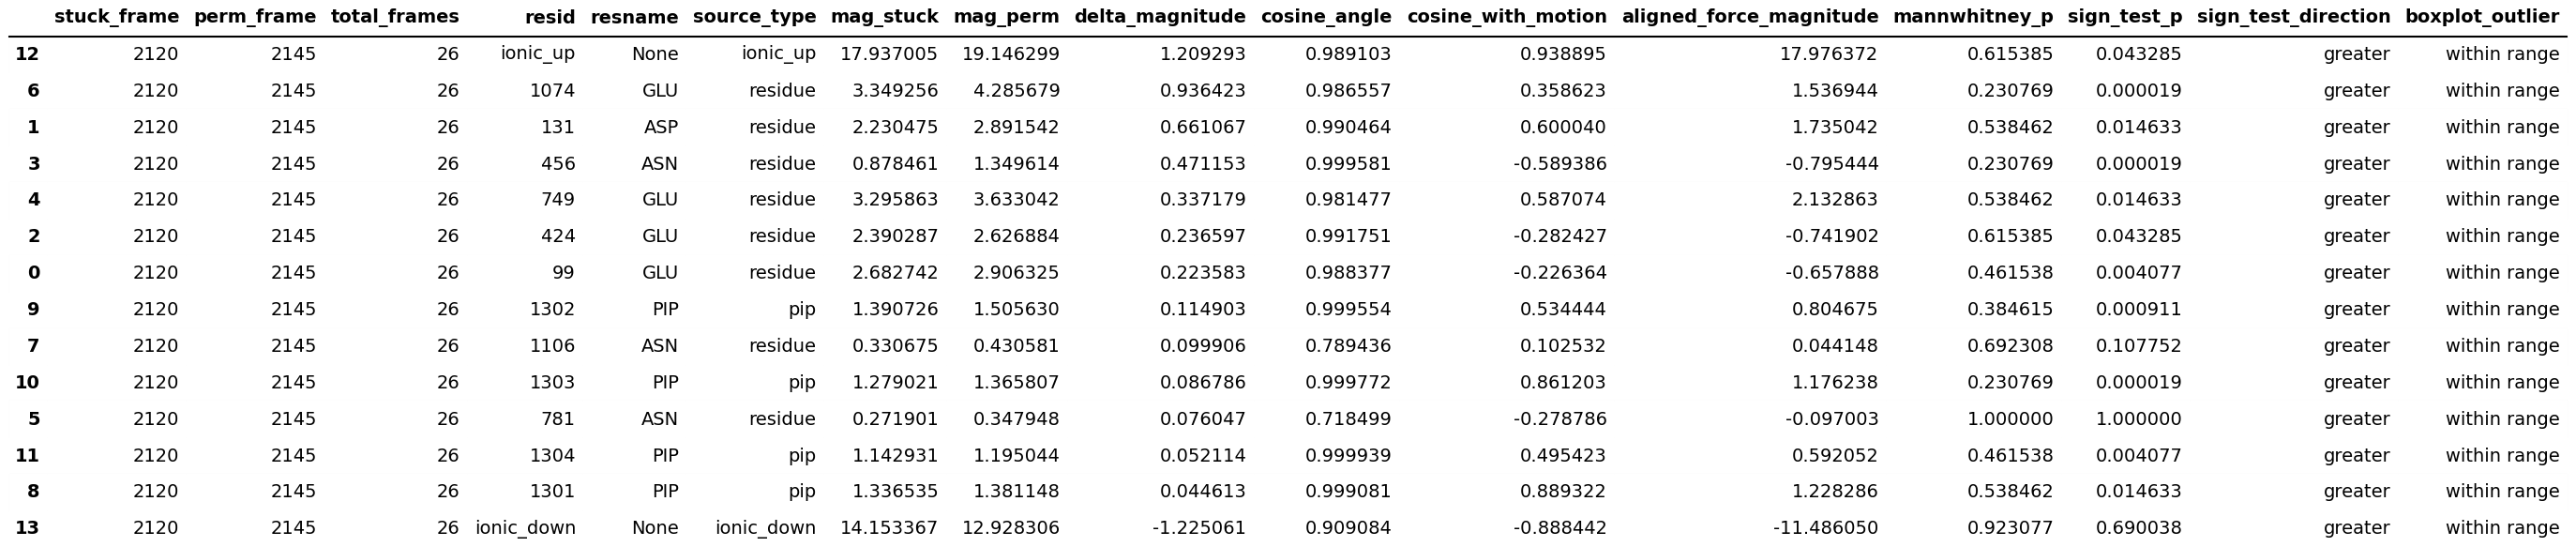 stuck_frame perm_frame total_frames resid resname source_type mag_stuck mag_perm delta_magnitude cosine_angle cosine_with_motion aligned_force_magnitude mannwhitney_p sign_test_p sign_test_direction boxplot_outlier
12 2120 2145 26 ionic_up None ionic_up 17.937005 19.146299 1.209293 0.989103 0.938895 17.976372 0.615385 0.043285 greater within range
6 2120 2145 26 1074 GLU residue 3.349256 4.285679 0.936423 0.986557 0.358623 1.536944 0.230769 0.000019 greater within range
1 2120 2145 26 131 ASP residue 2.230475 2.891542 0.661067 0.990464 0.600040 1.735042 0.538462 0.014633 greater within range
3 2120 2145 26 456 ASN residue 0.878461 1.349614 0.471153 0.999581 -0.589386 -0.795444 0.230769 0.000019 greater within range
4 2120 2145 26 749 GLU residue 3.295863 3.633042 0.337179 0.981477 0.587074 2.132863 0.538462 0.014633 greater within range
2 2120 2145 26 424 GLU residue 2.390287 2.626884 0.236597 0.991751 -0.282427 -0.741902 0.615385 0.043285 greater within range
0 2120 2145 26 99 GLU residue 2.682742 2.906325 0.223583 0.988377 -0.226364 -0.657888 0.461538 0.004077 greater within range
9 2120 2145 26 1302 PIP pip 1.390726 1.505630 0.114903 0.999554 0.534444 0.804675 0.384615 0.000911 greater within range
7 2120 2145 26 1106 ASN residue 0.330675 0.430581 0.099906 0.789436 0.102532 0.044148 0.692308 0.107752 greater within range
10 2120 2145 26 1303 PIP pip 1.279021 1.365807 0.086786 0.999772 0.861203 1.176238 0.230769 0.000019 greater within range
5 2120 2145 26 781 ASN residue 0.271901 0.347948 0.076047 0.718499 -0.278786 -0.097003 1.000000 1.000000 greater within range
11 2120 2145 26 1304 PIP pip 1.142931 1.195044 0.052114 0.999939 0.495423 0.592052 0.461538 0.004077 greater within range
8 2120 2145 26 1301 PIP pip 1.336535 1.381148 0.044613 0.999081 0.889322 1.228286 0.538462 0.014633 greater within range
13 2120 2145 26 ionic_down None ionic_down 14.153367 12.928306 -1.225061 0.909084 -0.888442 -11.486050 0.923077 0.690038 greater within range